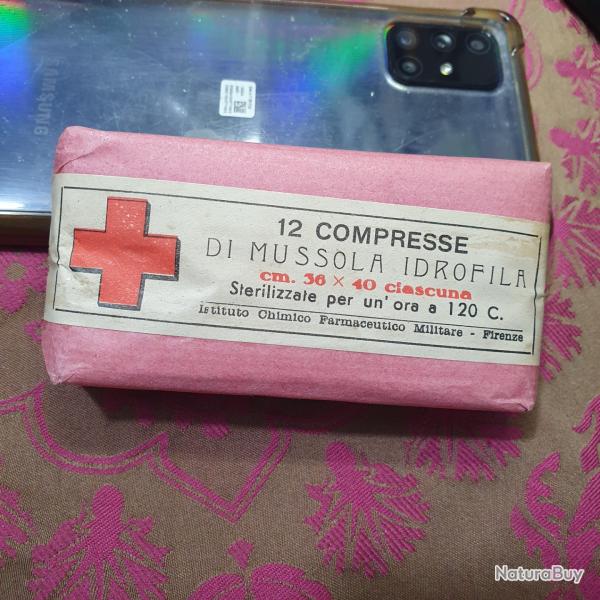 SAMSUNG
12 COMPRESSE
DI MUSSOLA IDROFILA
cm. 36 × 40 ciascuna
Sterilizzate per un' ora a 120 C.
Istituto Chimico Farmaceutico Militare - Firenze
NaturaBuy